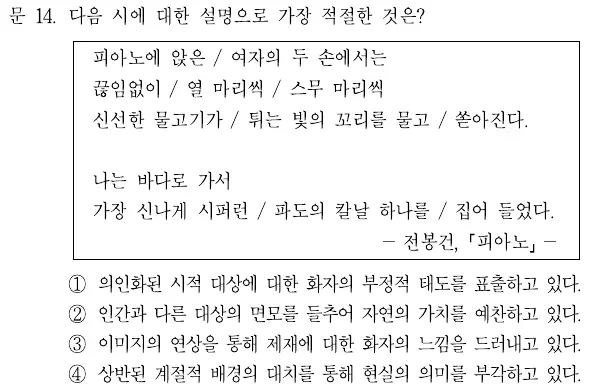 문 14. 다음 시에 대한 설명으로 가장 적절한 것은?
피아노에 앉은 / 여자의 두 손에서는
끊임없이 / 열 마리씩 / 스무 마리씩
신선한 물고기가 / 튀는 빛의 꼬리를 물고 / 쏟아진다.
나는 바다로 가서
가장 신나게 시퍼런 / 파도의 칼날 하나를 / 집어 들었다.
- 전봉건, 「피아노」 -
① 의인화된 시적 대상에 대한 화자의 부정적 태도를 표출하고 있다.
② 인간과 다른 대상의 면모를 들추어 자연의 가치를 예찬하고 있다.
③ 이미지의 연상을 통해 제재에 대한 화자의 느낌을 드러내고 있다.
④ 상반된 계절적 배경의 대치를 통해 현실의 의미를 부각하고 있다.